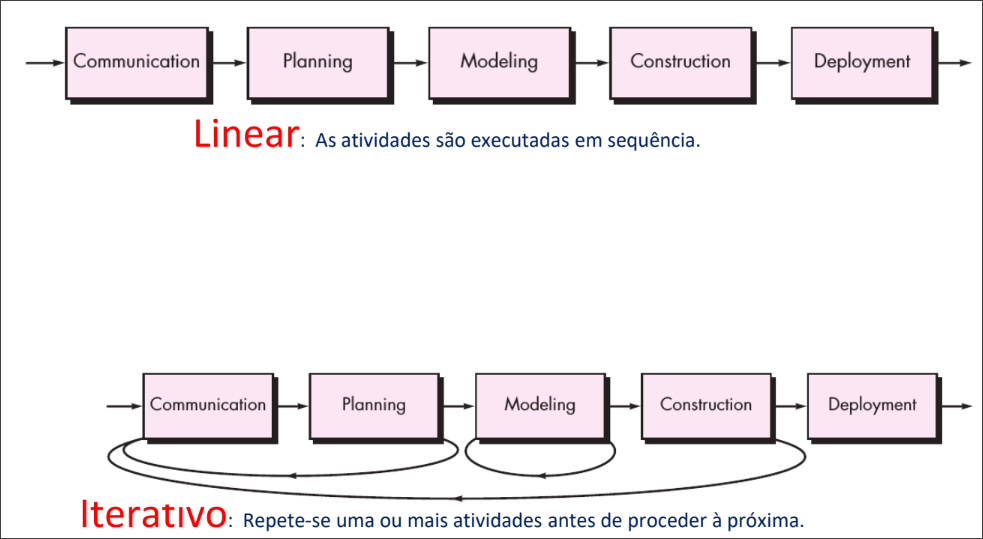 Communication Planning Modeling Construction Deployment
Linear: As atividades são executadas em sequência.
Communication Planning Modeling Construction Deployment
Iterativo: Repete-se uma ou mais atividades antes de proceder à próxima.